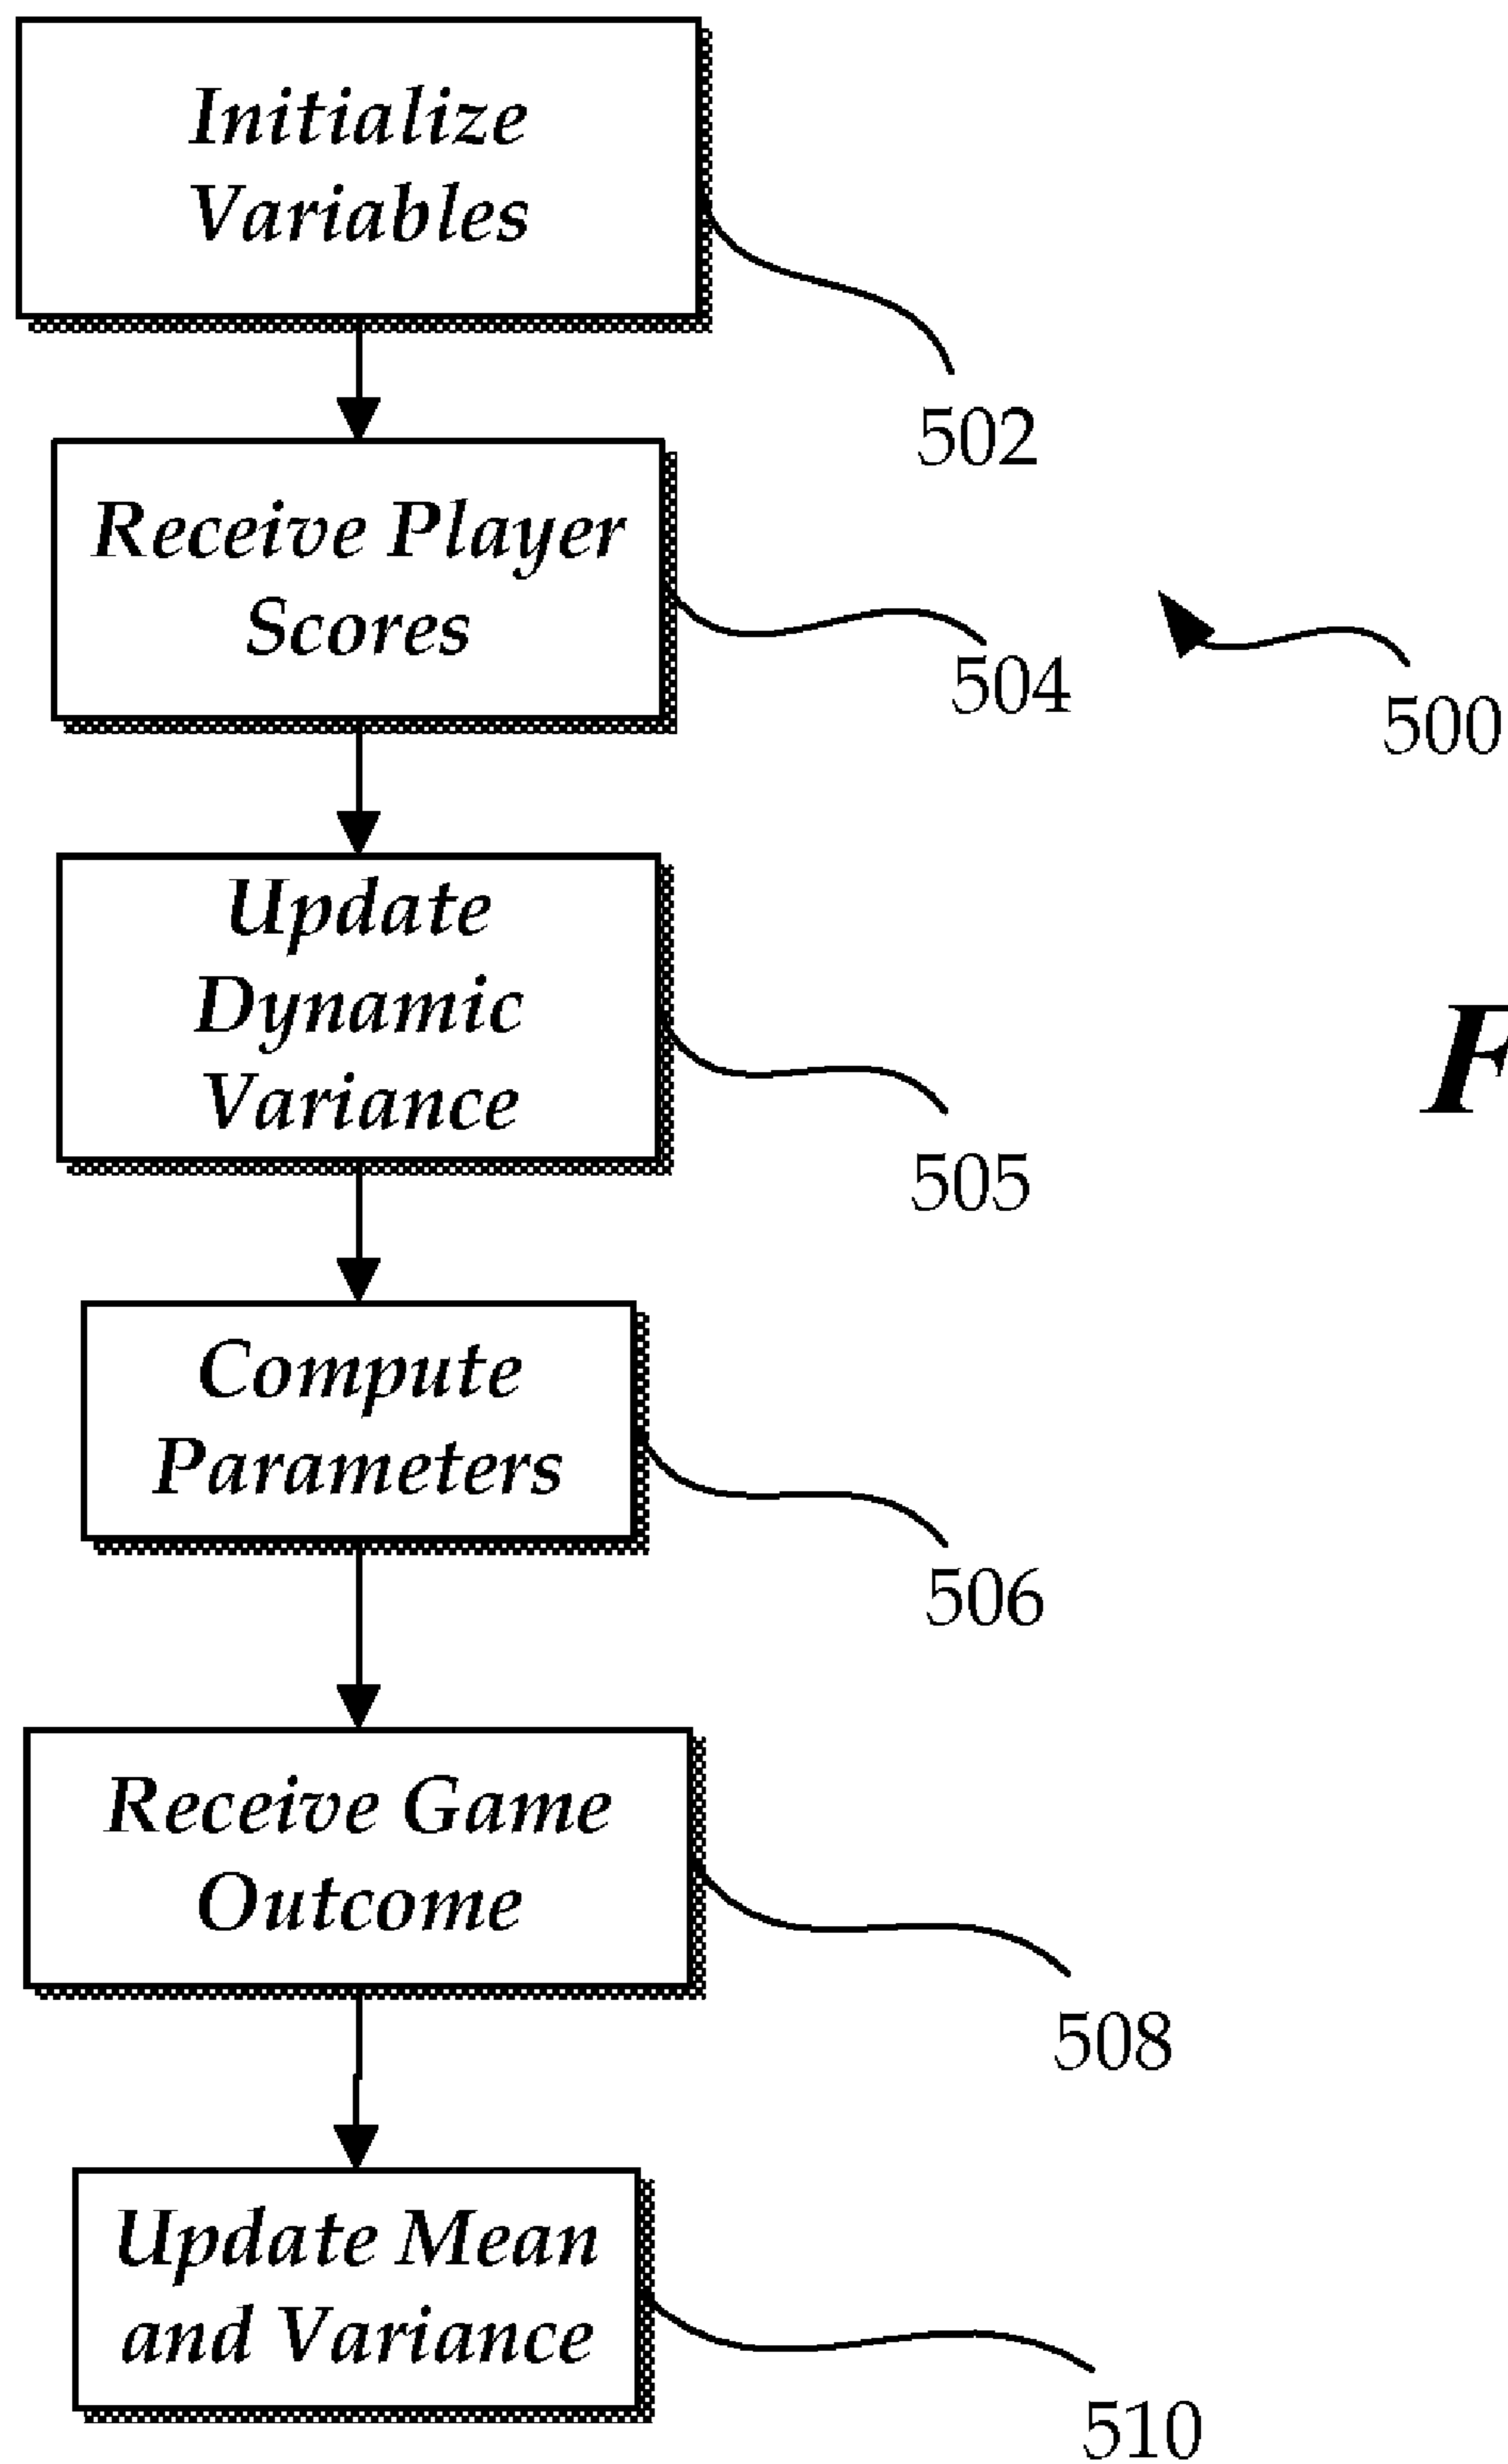 Initialize
Variables
502
Receive Player
Scores
504
500
Update
Dynamic
Variance
505
F
Compute
Parameters
506
Receive Game
Outcome
508
Update Mean
and Variance
510